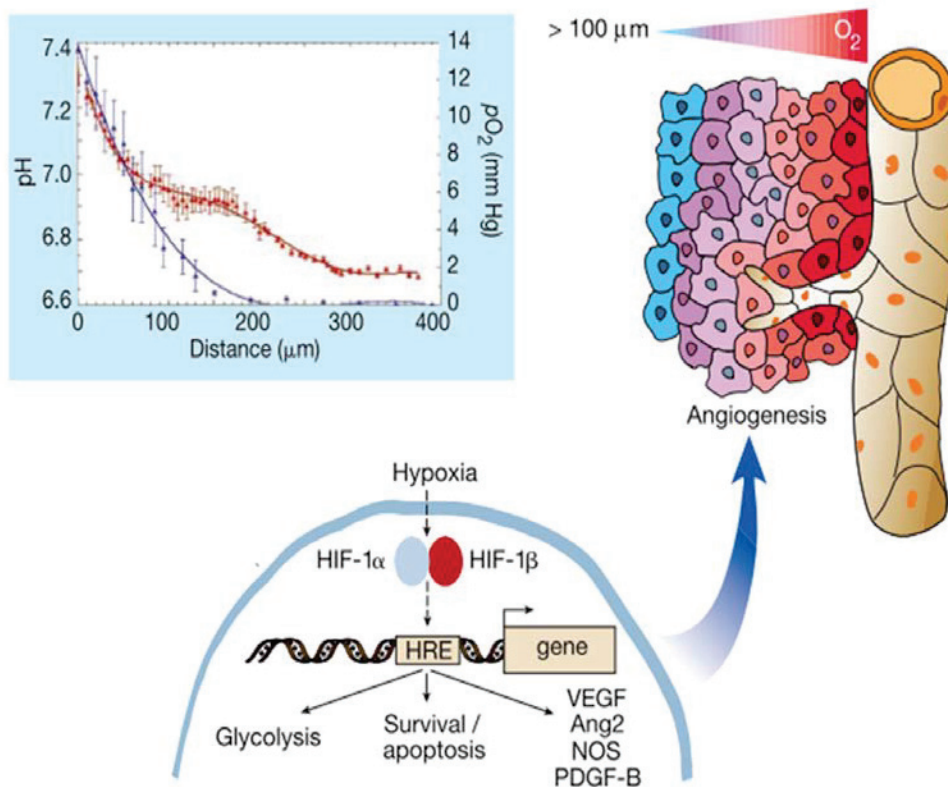 7.4
7.2
7.0
6.8
6.6
pH
14
12
10
8
6
4
2
0
pO2 (mm Hg)
0
100
200
300
400
Distance (μm)
> 100 μm
O2
Angiogenesis
Hypoxia
HIF-1α
HIF-1β
HRE
gene
Glycolysis
Survival /
apoptosis
VEGF
Ang2
NOS
PDGF-B